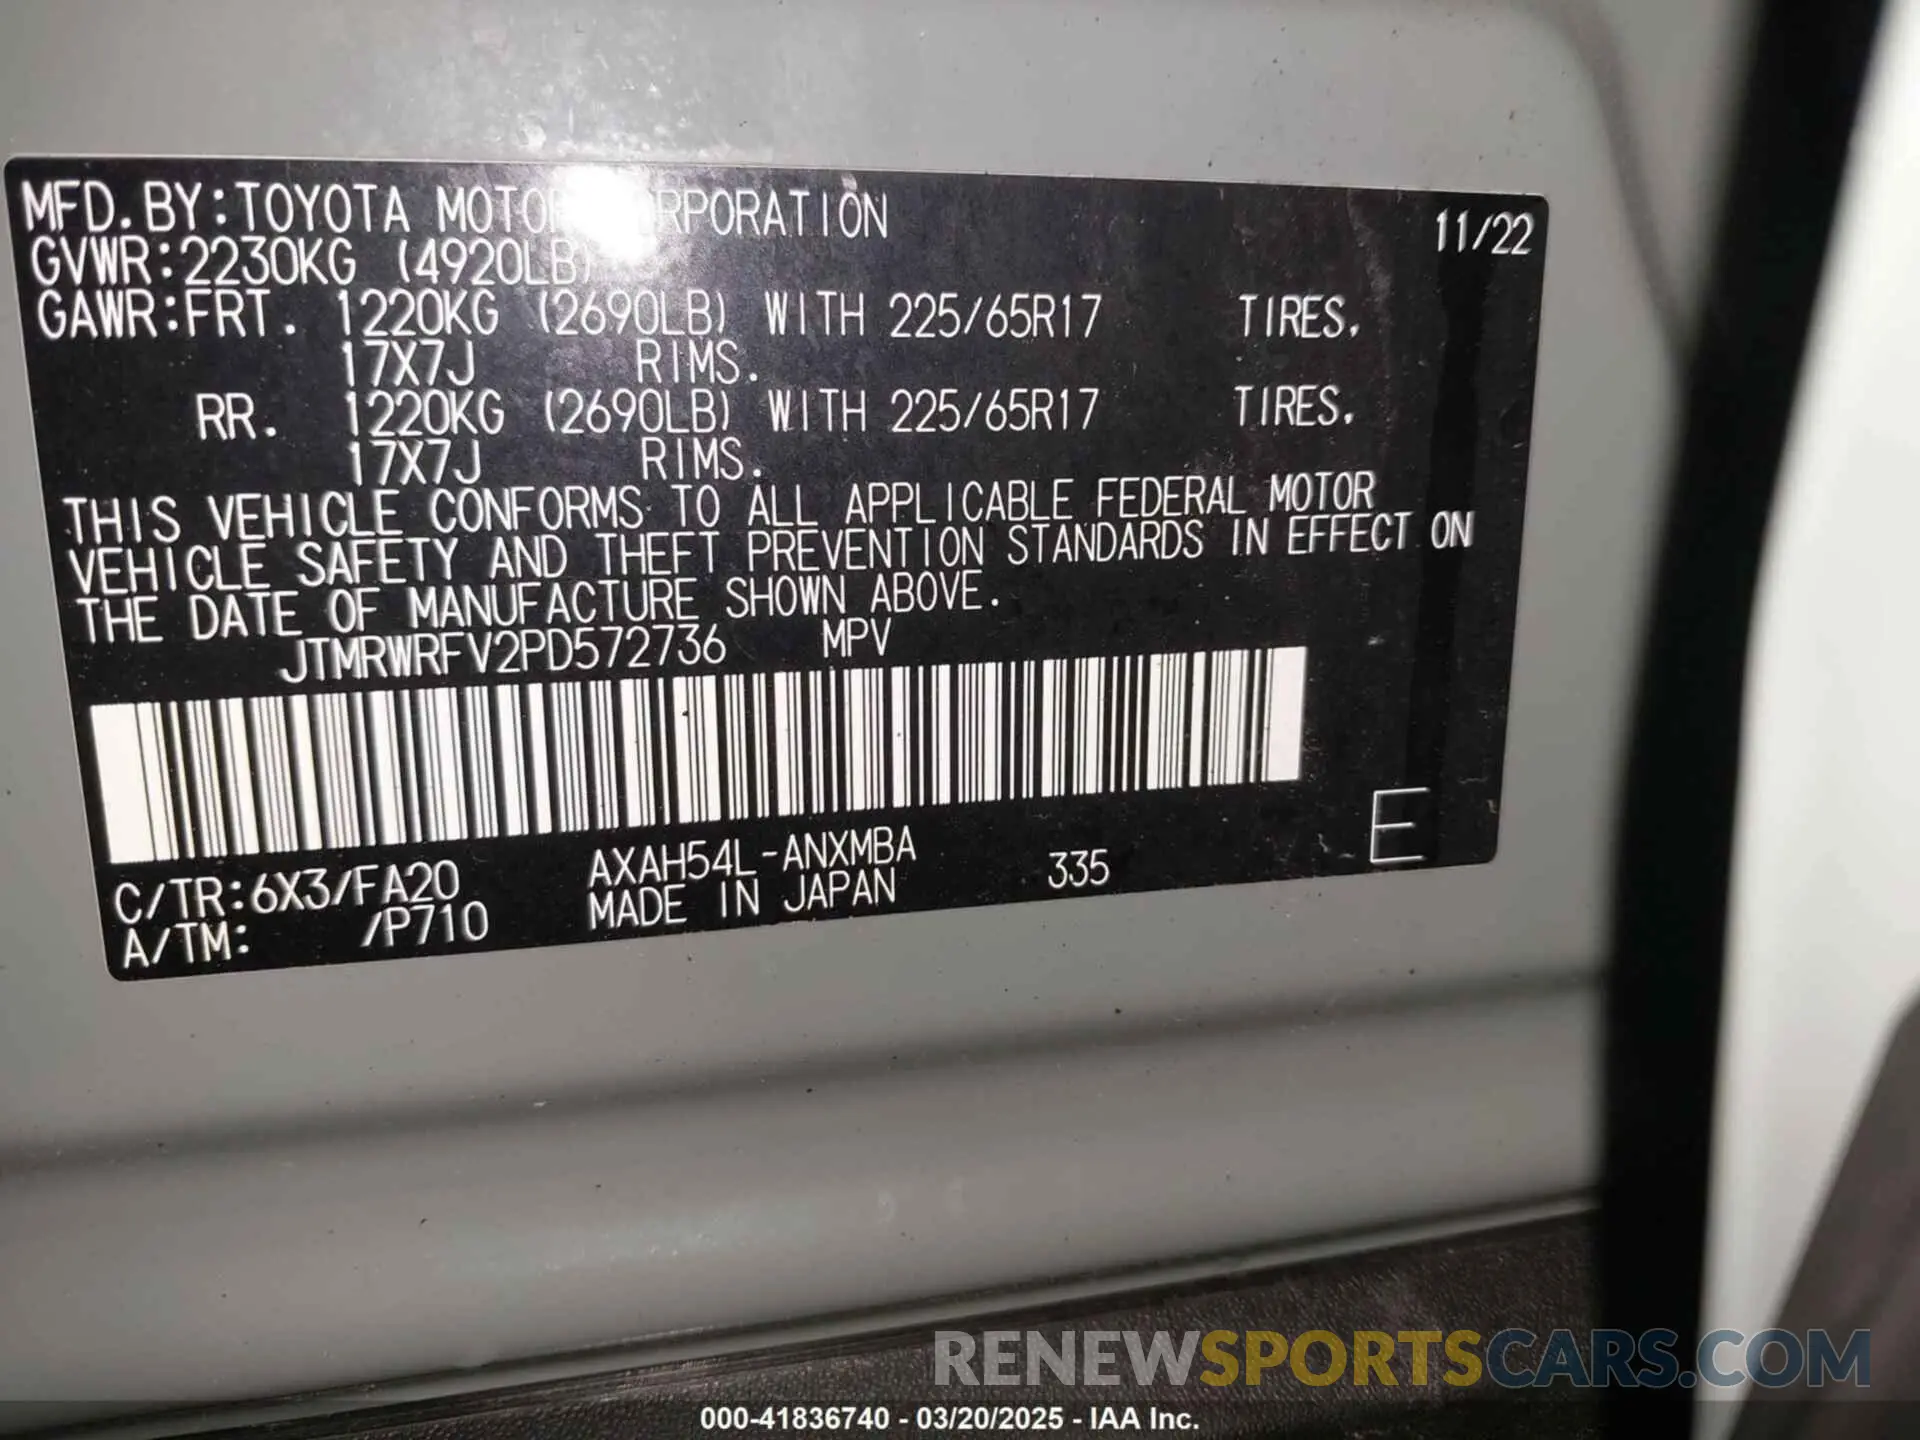 MFD.BY:TOYOTA MOTOR CORPORATION 11/22
GVWR:2230KG (4920LB)
GAWR:FRT. 1220KG (2690LB) WITH 225/65R17 TIRES,
17X7J RIMS.
RR. 1220KG (2690LB) WITH 225/65R17 TIRES,
17X7J RIMS.
THIS VEHICLE CONFORMS TO ALL APPLICABLE FEDERAL MOTOR
VEHICLE SAFETY AND THEFT PREVENTION STANDARDS IN EFFECT ON
THE DATE OF MANUFACTURE SHOWN ABOVE.
JTMRWRFV2PD572736 MPV
E
C/TR:6X3/FA20 AXAH54L-ANXMBA 335
A/TM: /P710 MADE IN JAPAN
RENEWSPORTSCARS.COM
000-41836740 - 03/20/2025 - IAA Inc.